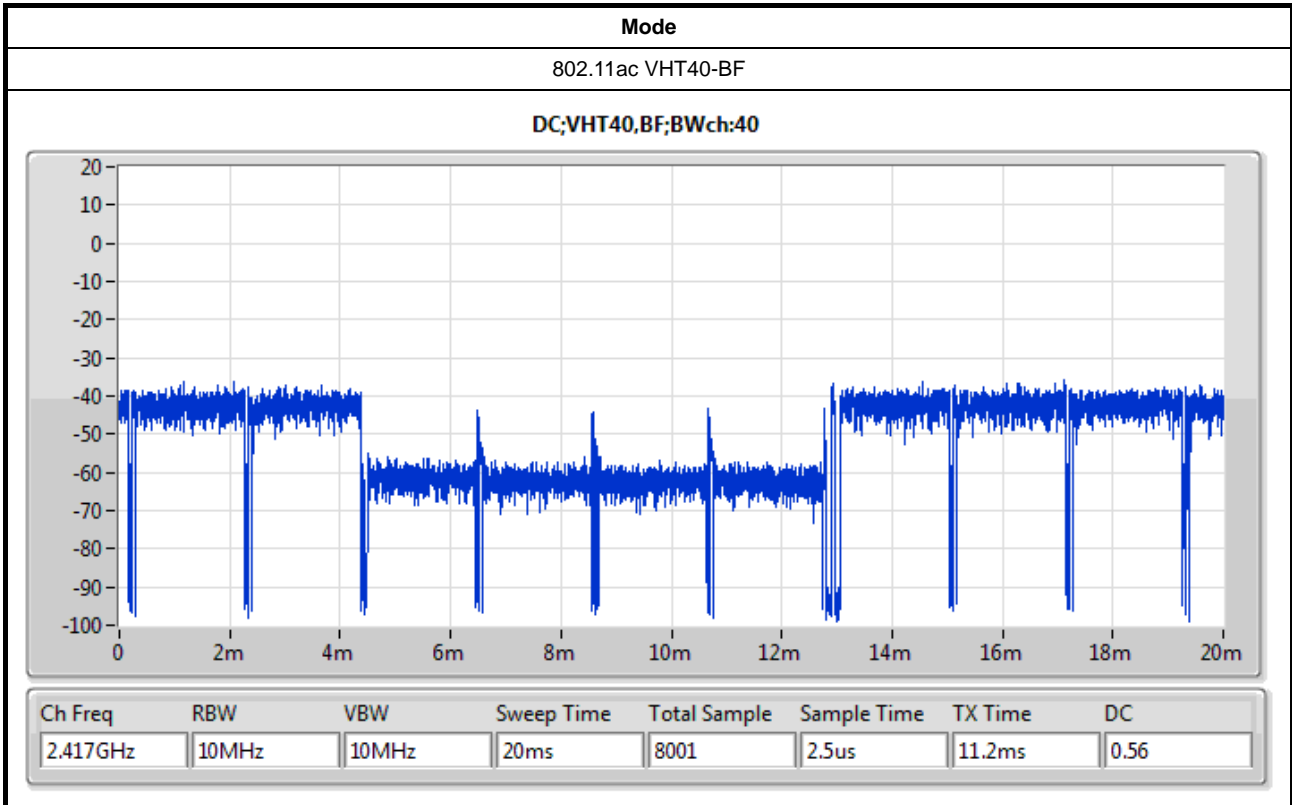 Mode
802.11ac VHT40-BF
DC;VHT40,BF;BWch:40
20
10
0
-10
-20
-30
-40
-50
-60
-70
-80
-90
-100
0 2m 4m 6m 8m 10m 12m 14m 16m 18m 20m
Ch Freq RBW VBW Sweep Time Total Sample Sample Time TX Time DC
2.417GHz 10MHz 10MHz 20ms 8001 2.5us 11.2ms 0.56